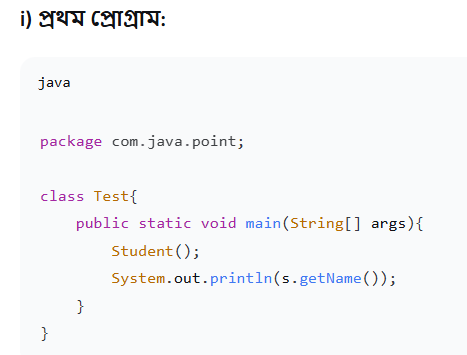 i) প্রথম প্রোগ্রাম:
java
package com.java.point;
class Test{
    public static void main(String[] args){
        Student();
        System.out.println(s.getName());
    }
}